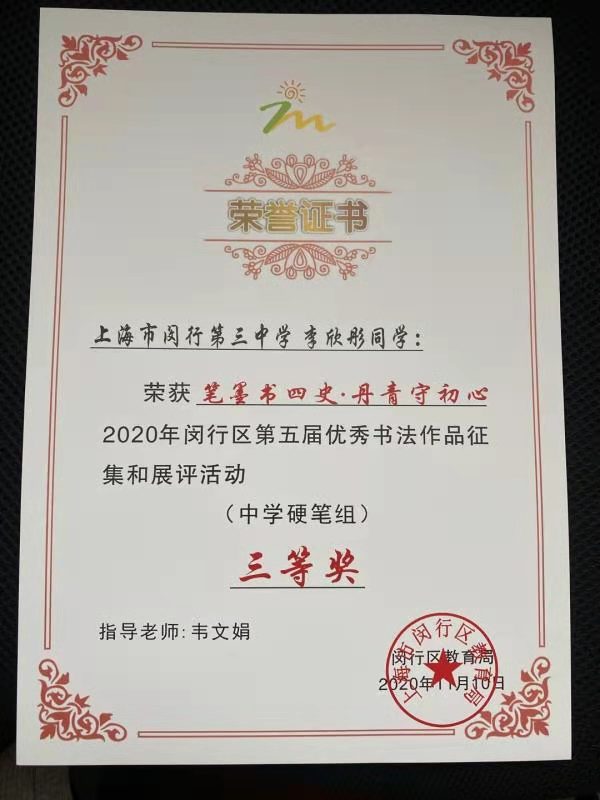 荣誉证书
上海市闵行第三中学 李欣彤同学：
荣获 笔墨书四史·丹青守初心
2020年闵行区第五届优秀书法作品征
集和展评活动
（中学硬笔组）
三等奖
指导老师:韦文娟
闵行区教育局
2020年11月10日
上海市闵行区教育局